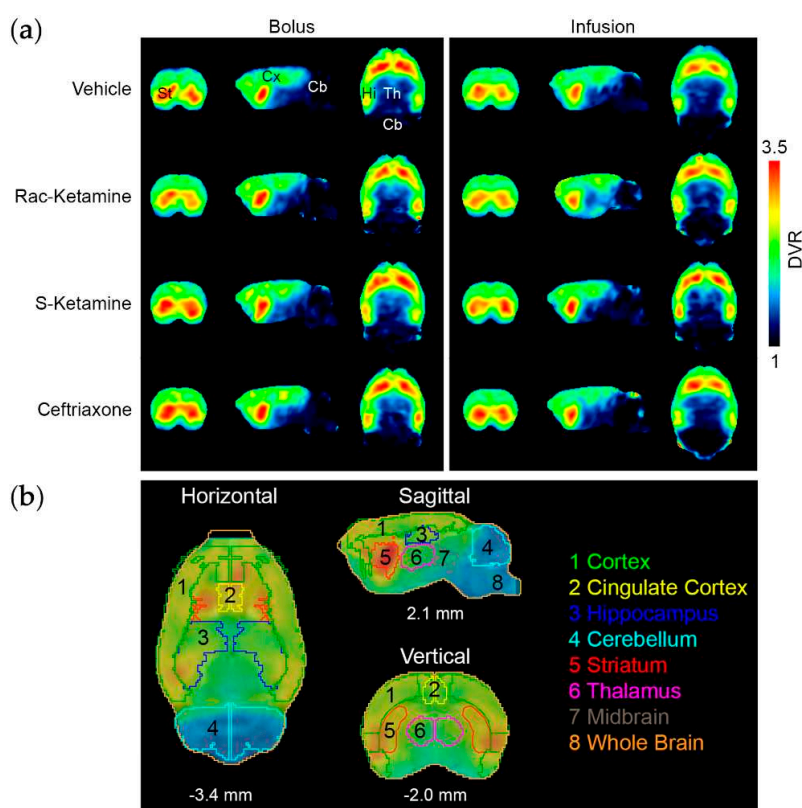 (a)
Bolus
Infusion
Vehicle
St
Cx
Cb
Hi Th
Cb
Rac-Ketamine
S-Ketamine
Ceftriaxone
3.5
DVR
1
(b)
Horizontal
1
2
3
4
-3.4 mm
Sagittal
1
3
5
6
7
4
8
2.1 mm
Vertical
1
2
5
6
-2.0 mm
1 Cortex
2 Cingulate Cortex
3 Hippocampus
4 Cerebellum
5 Striatum
6 Thalamus
7 Midbrain
8 Whole Brain